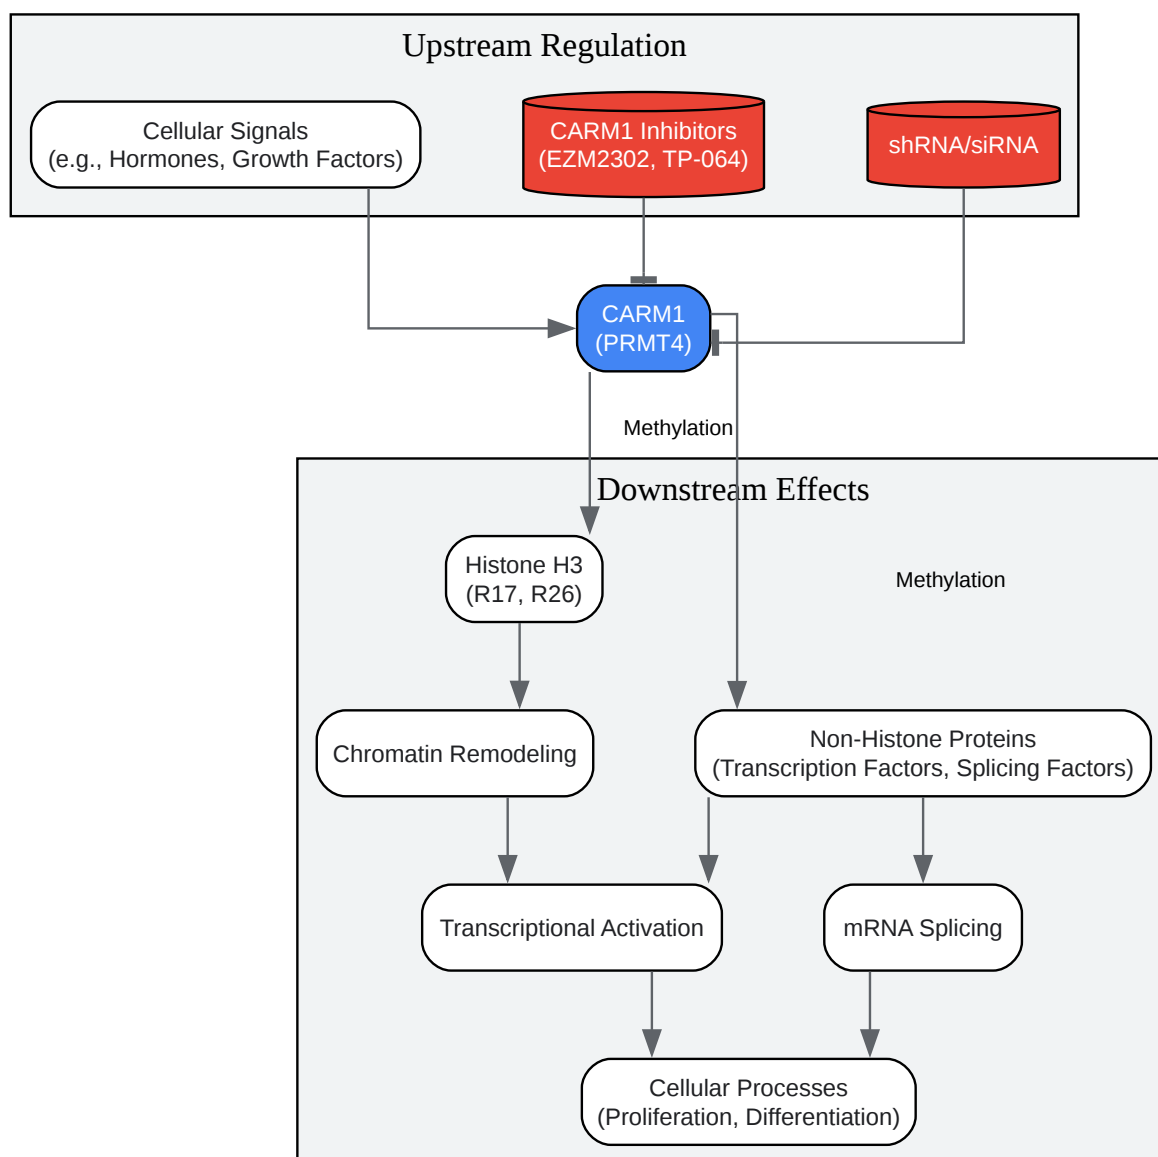 Upstream Regulation
Cellular Signals
(e.g., Hormones, Growth Factors)
CARM1 Inhibitors
(EZM2302, TP-064)
shRNA/siRNA
CARM1
(PRMT4)
Methylation
Downstream Effects
Histone H3
(R17, R26)
Methylation
Chromatin Remodeling
Non-Histone Proteins
(Transcription Factors, Splicing Factors)
Transcriptional Activation
mRNA Splicing
Cellular Processes
(Proliferation, Differentiation)